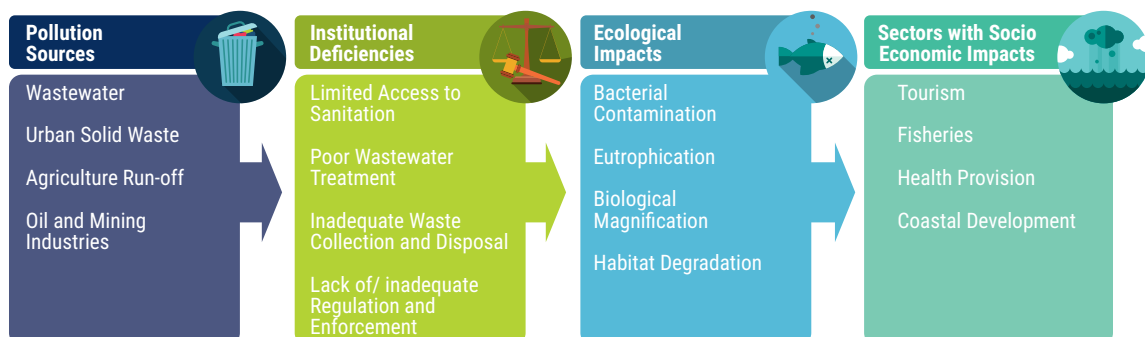 Pollution
Sources
Wastewater
Urban Solid Waste
Agriculture Run-off
Oil and Mining
Industries
Institutional
Deficiencies
Limited Access to
Sanitation
Poor Wastewater
Treatment
Inadequate Waste
Collection and Disposal
Lack of/ inadequate
Regulation and
Enforcement
Ecological
Impacts
Bacterial
Contamination
Eutrophication
Biological
Magnification
Habitat Degradation
Sectors with Socio
Economic Impacts
Tourism
Fisheries
Health Provision
Coastal Development